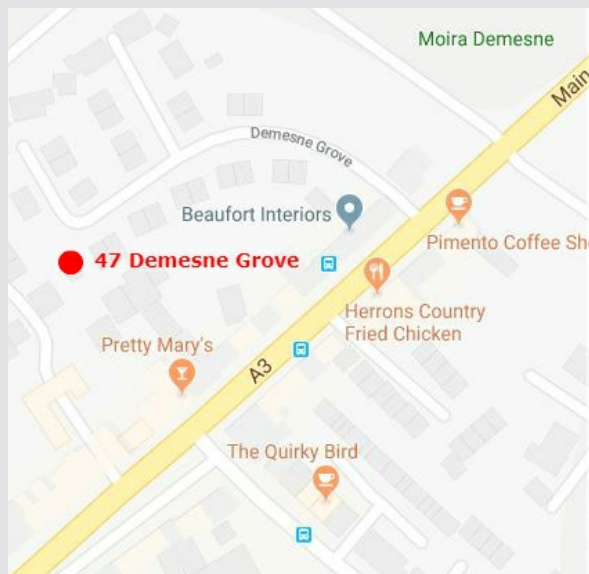 Moira Demesne
Main
Demesne Grove
Beaufort Interiors
Pimento Coffee Sho
47 Demesne Grove
Herrons Country
Fried Chicken
Pretty Mary's
A3
The Quirky Bird